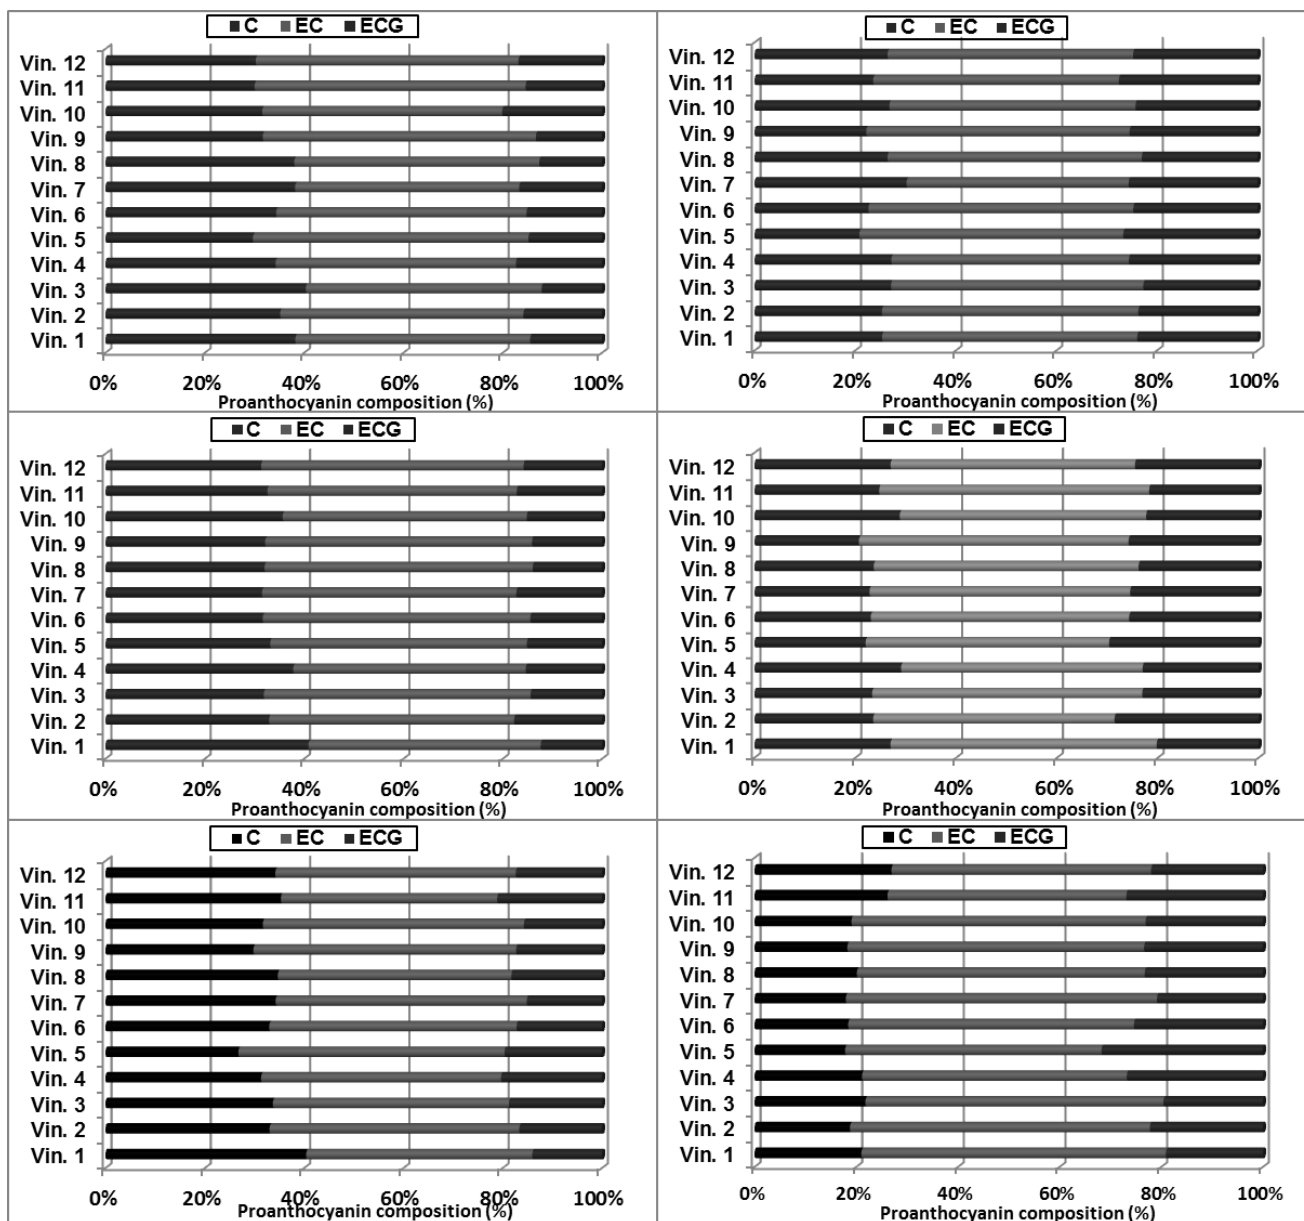 C EC ECG
Vin. 12
Vin. 11
Vin. 10
Vin. 9
Vin. 8
Vin. 7
Vin. 6
Vin. 5
Vin. 4
Vin. 3
Vin. 2
Vin. 1
0% 20% 40% 60% 80% 100%
Proanthocyanin composition (%)
C EC ECG
Vin. 12
Vin. 11
Vin. 10
Vin. 9
Vin. 8
Vin. 7
Vin. 6
Vin. 5
Vin. 4
Vin. 3
Vin. 2
Vin. 1
0% 20% 40% 60% 80% 100%
Proanthocyanin composition (%)
C EC ECG
Vin. 12
Vin. 11
Vin. 10
Vin. 9
Vin. 8
Vin. 7
Vin. 6
Vin. 5
Vin. 4
Vin. 3
Vin. 2
Vin. 1
0% 20% 40% 60% 80% 100%
Proanthocyanin composition (%)
C EC ECG
Vin. 12
Vin. 11
Vin. 10
Vin. 9
Vin. 8
Vin. 7
Vin. 6
Vin. 5
Vin. 4
Vin. 3
Vin. 2
Vin. 1
0% 20% 40% 60% 80% 100%
Proanthocyanin composition (%)
C EC ECG
Vin. 12
Vin. 11
Vin. 10
Vin. 9
Vin. 8
Vin. 7
Vin. 6
Vin. 5
Vin. 4
Vin. 3
Vin. 2
Vin. 1
0% 20% 40% 60% 80% 100%
Proanthocyanin composition (%)
C EC ECG
Vin. 12
Vin. 11
Vin. 10
Vin. 9
Vin. 8
Vin. 7
Vin. 6
Vin. 5
Vin. 4
Vin. 3
Vin. 2
Vin. 1
0% 20% 40% 60% 80% 100%
Proanthocyanin composition (%)